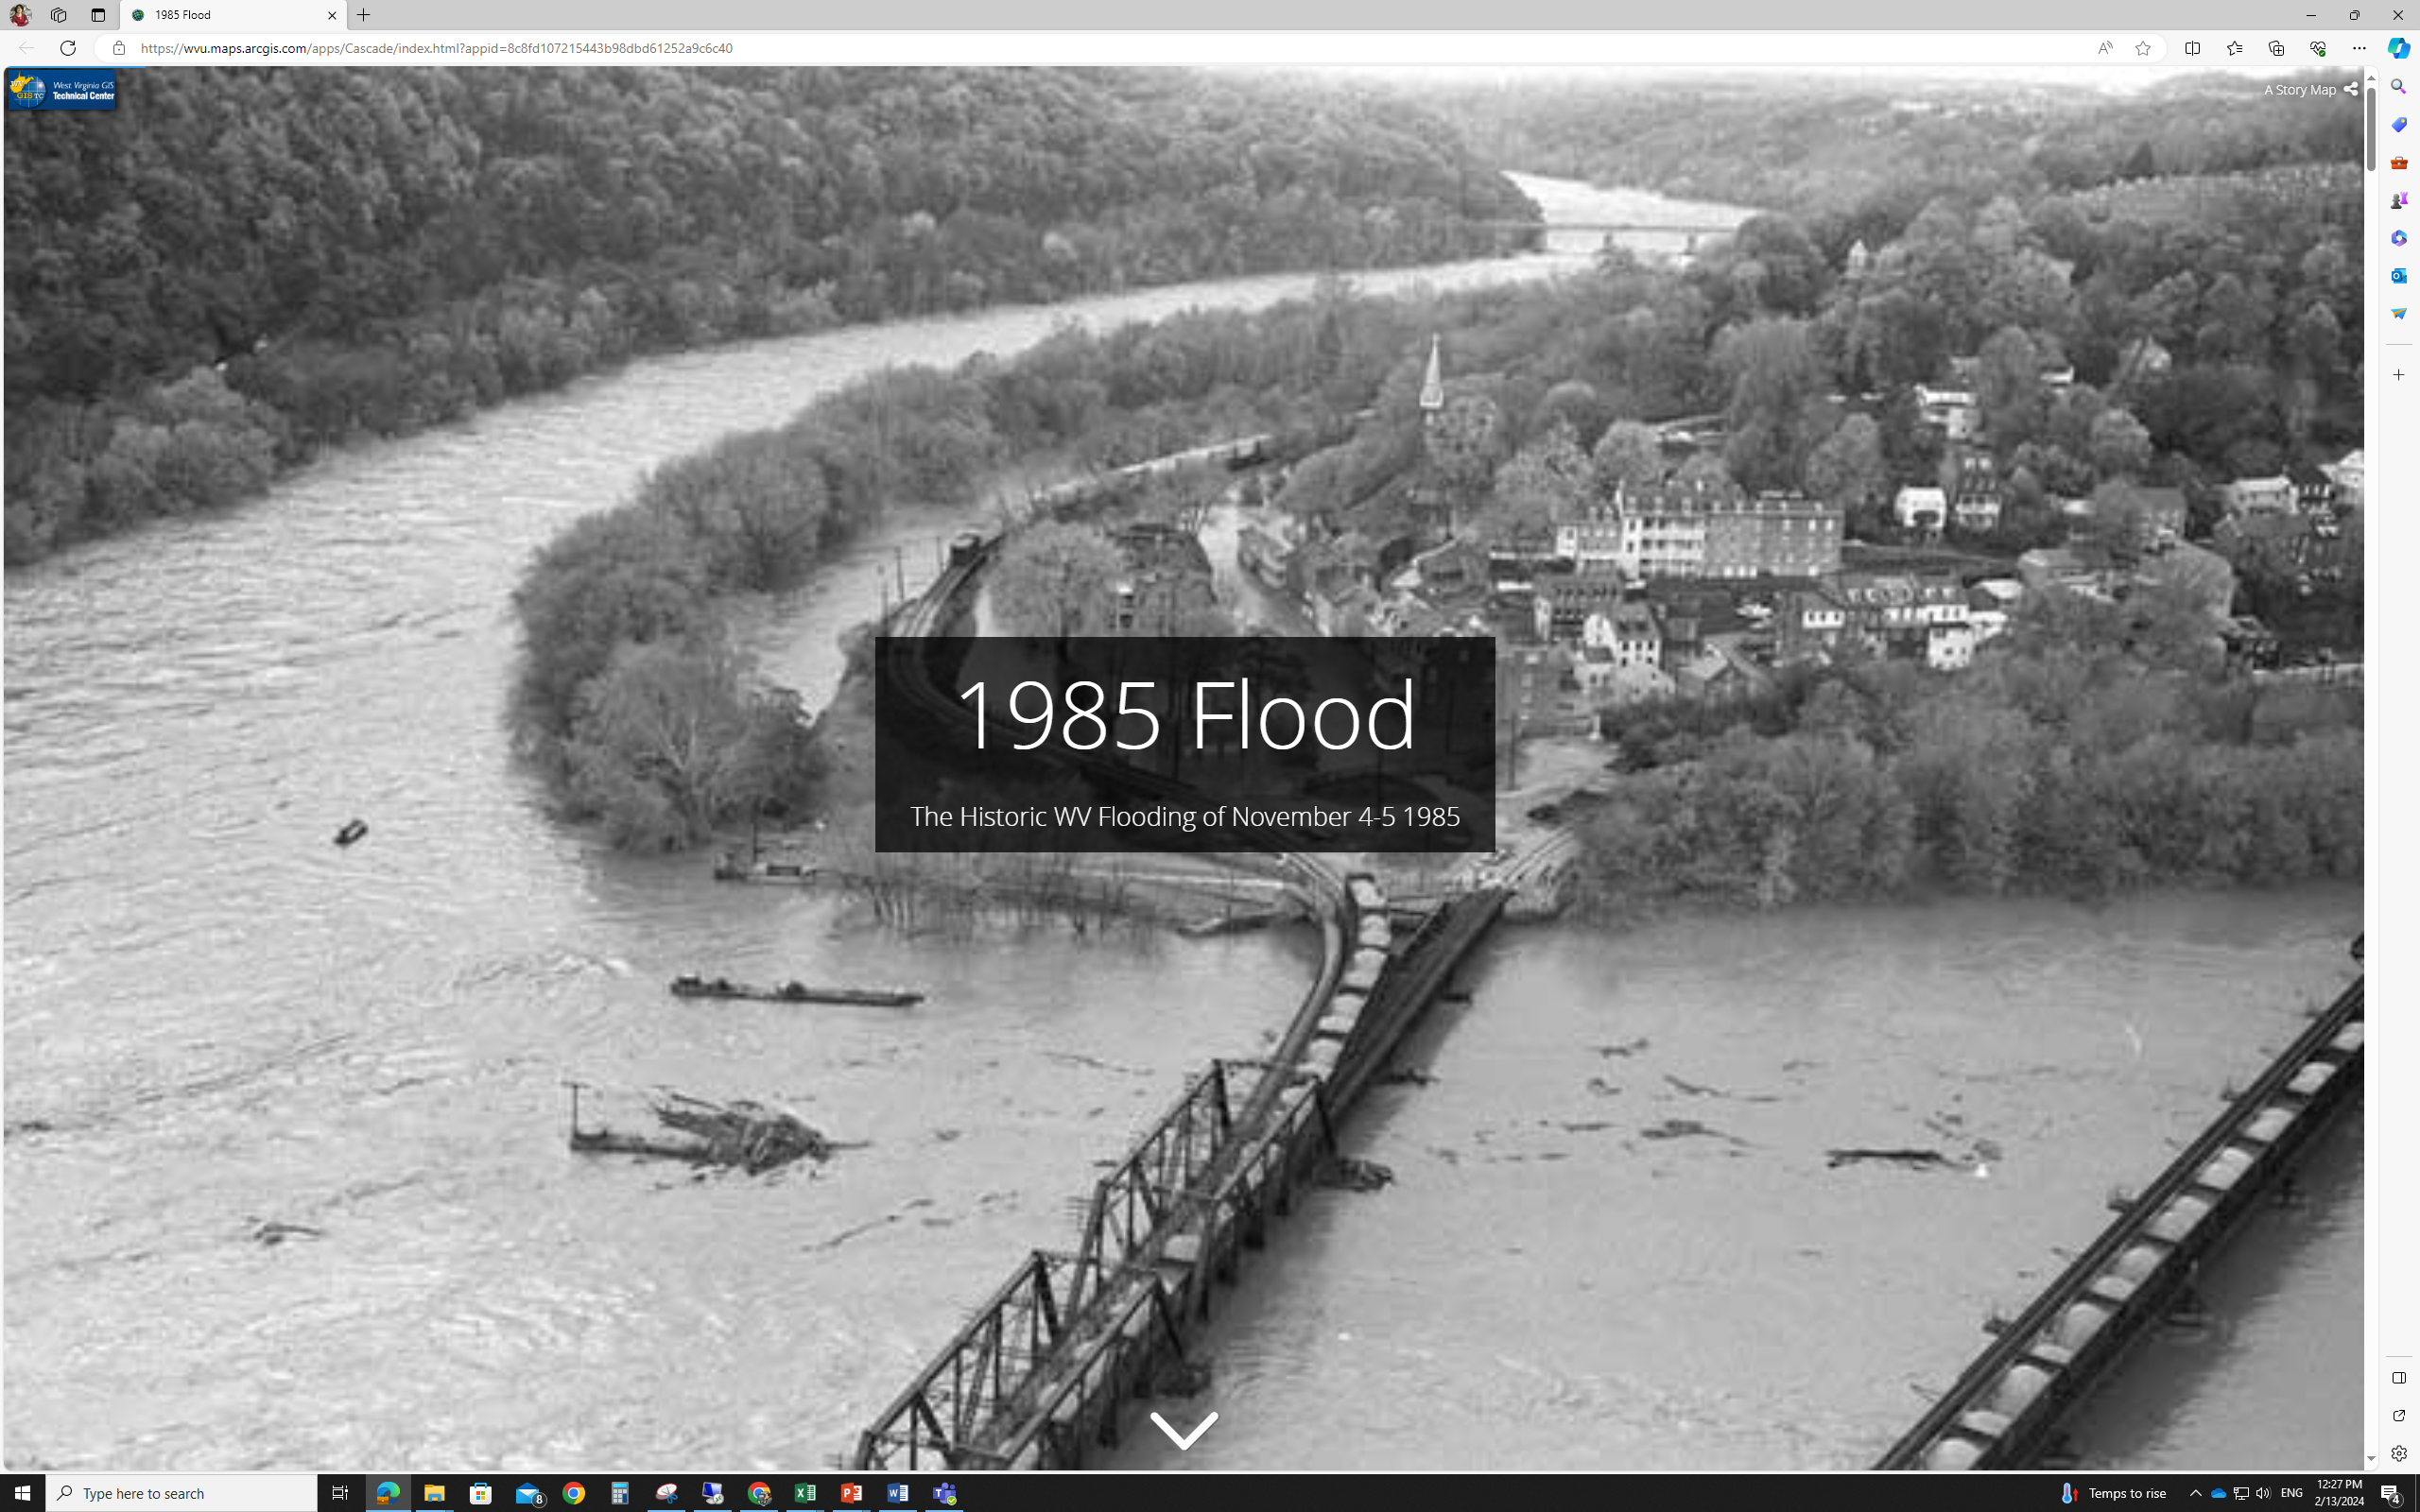 1985 Flood
https://wvu.maps.arcgis.com/apps/Cascade/index.html?appid=8c8fd107215443b98dbd61252a9c6c40
West Virginia GIS
Technical Center
A Story Map
1985 Flood
The Historic WV Flooding of November 4-5 1985
Type here to search
8
Temps to rise
ENG
12:27 PM
2/13/2024
4